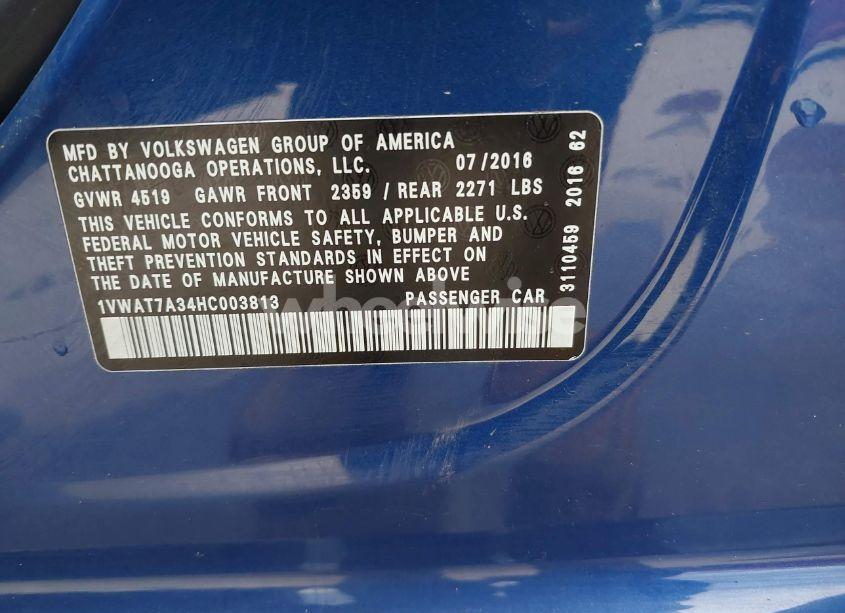 MFD BY VOLKSWAGEN GROUP OF AMERICA
CHATTANOOGA OPERATIONS, LLC. 07/2016
GVWR 4519 GAWR FRONT 2359 / REAR 2271 LBS
THIS VEHICLE CONFORMS TO ALL APPLICABLE U.S.
FEDERAL MOTOR VEHICLE SAFETY, BUMPER AND
THEFT PREVENTION STANDARDS IN EFFECT ON
THE DATE OF MANUFACTURE SHOWN ABOVE
1VWAT7A34HC003813 PASSENGER CAR
3110459 2016 62